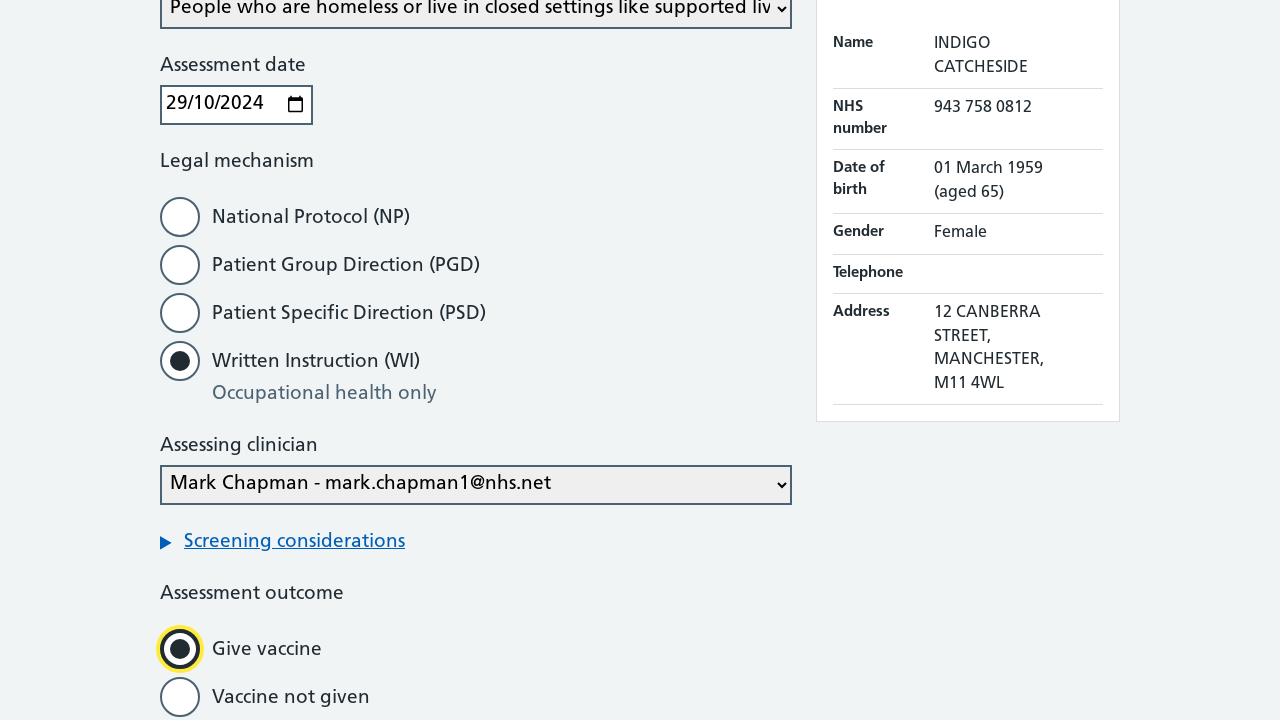 People who are homeless or live in closed settings like supported liv
Assessment date
29/10/2024
Legal mechanism
National Protocol (NP)
Patient Group Direction (PGD)
Patient Specific Direction (PSD)
Written Instruction (WI)
Occupational health only
Assessing clinician
Mark Chapman - mark.chapman1@nhs.net
Screening considerations
Assessment outcome
Give vaccine
Vaccine not given
Name INDIGO
CATCHESIDE
NHS 943 758 0812
number
Date of 01 March 1959
birth (aged 65)
Gender Female
Telephone
Address 12 CANBERRA
STREET,
MANCHESTER,
M11 4WL